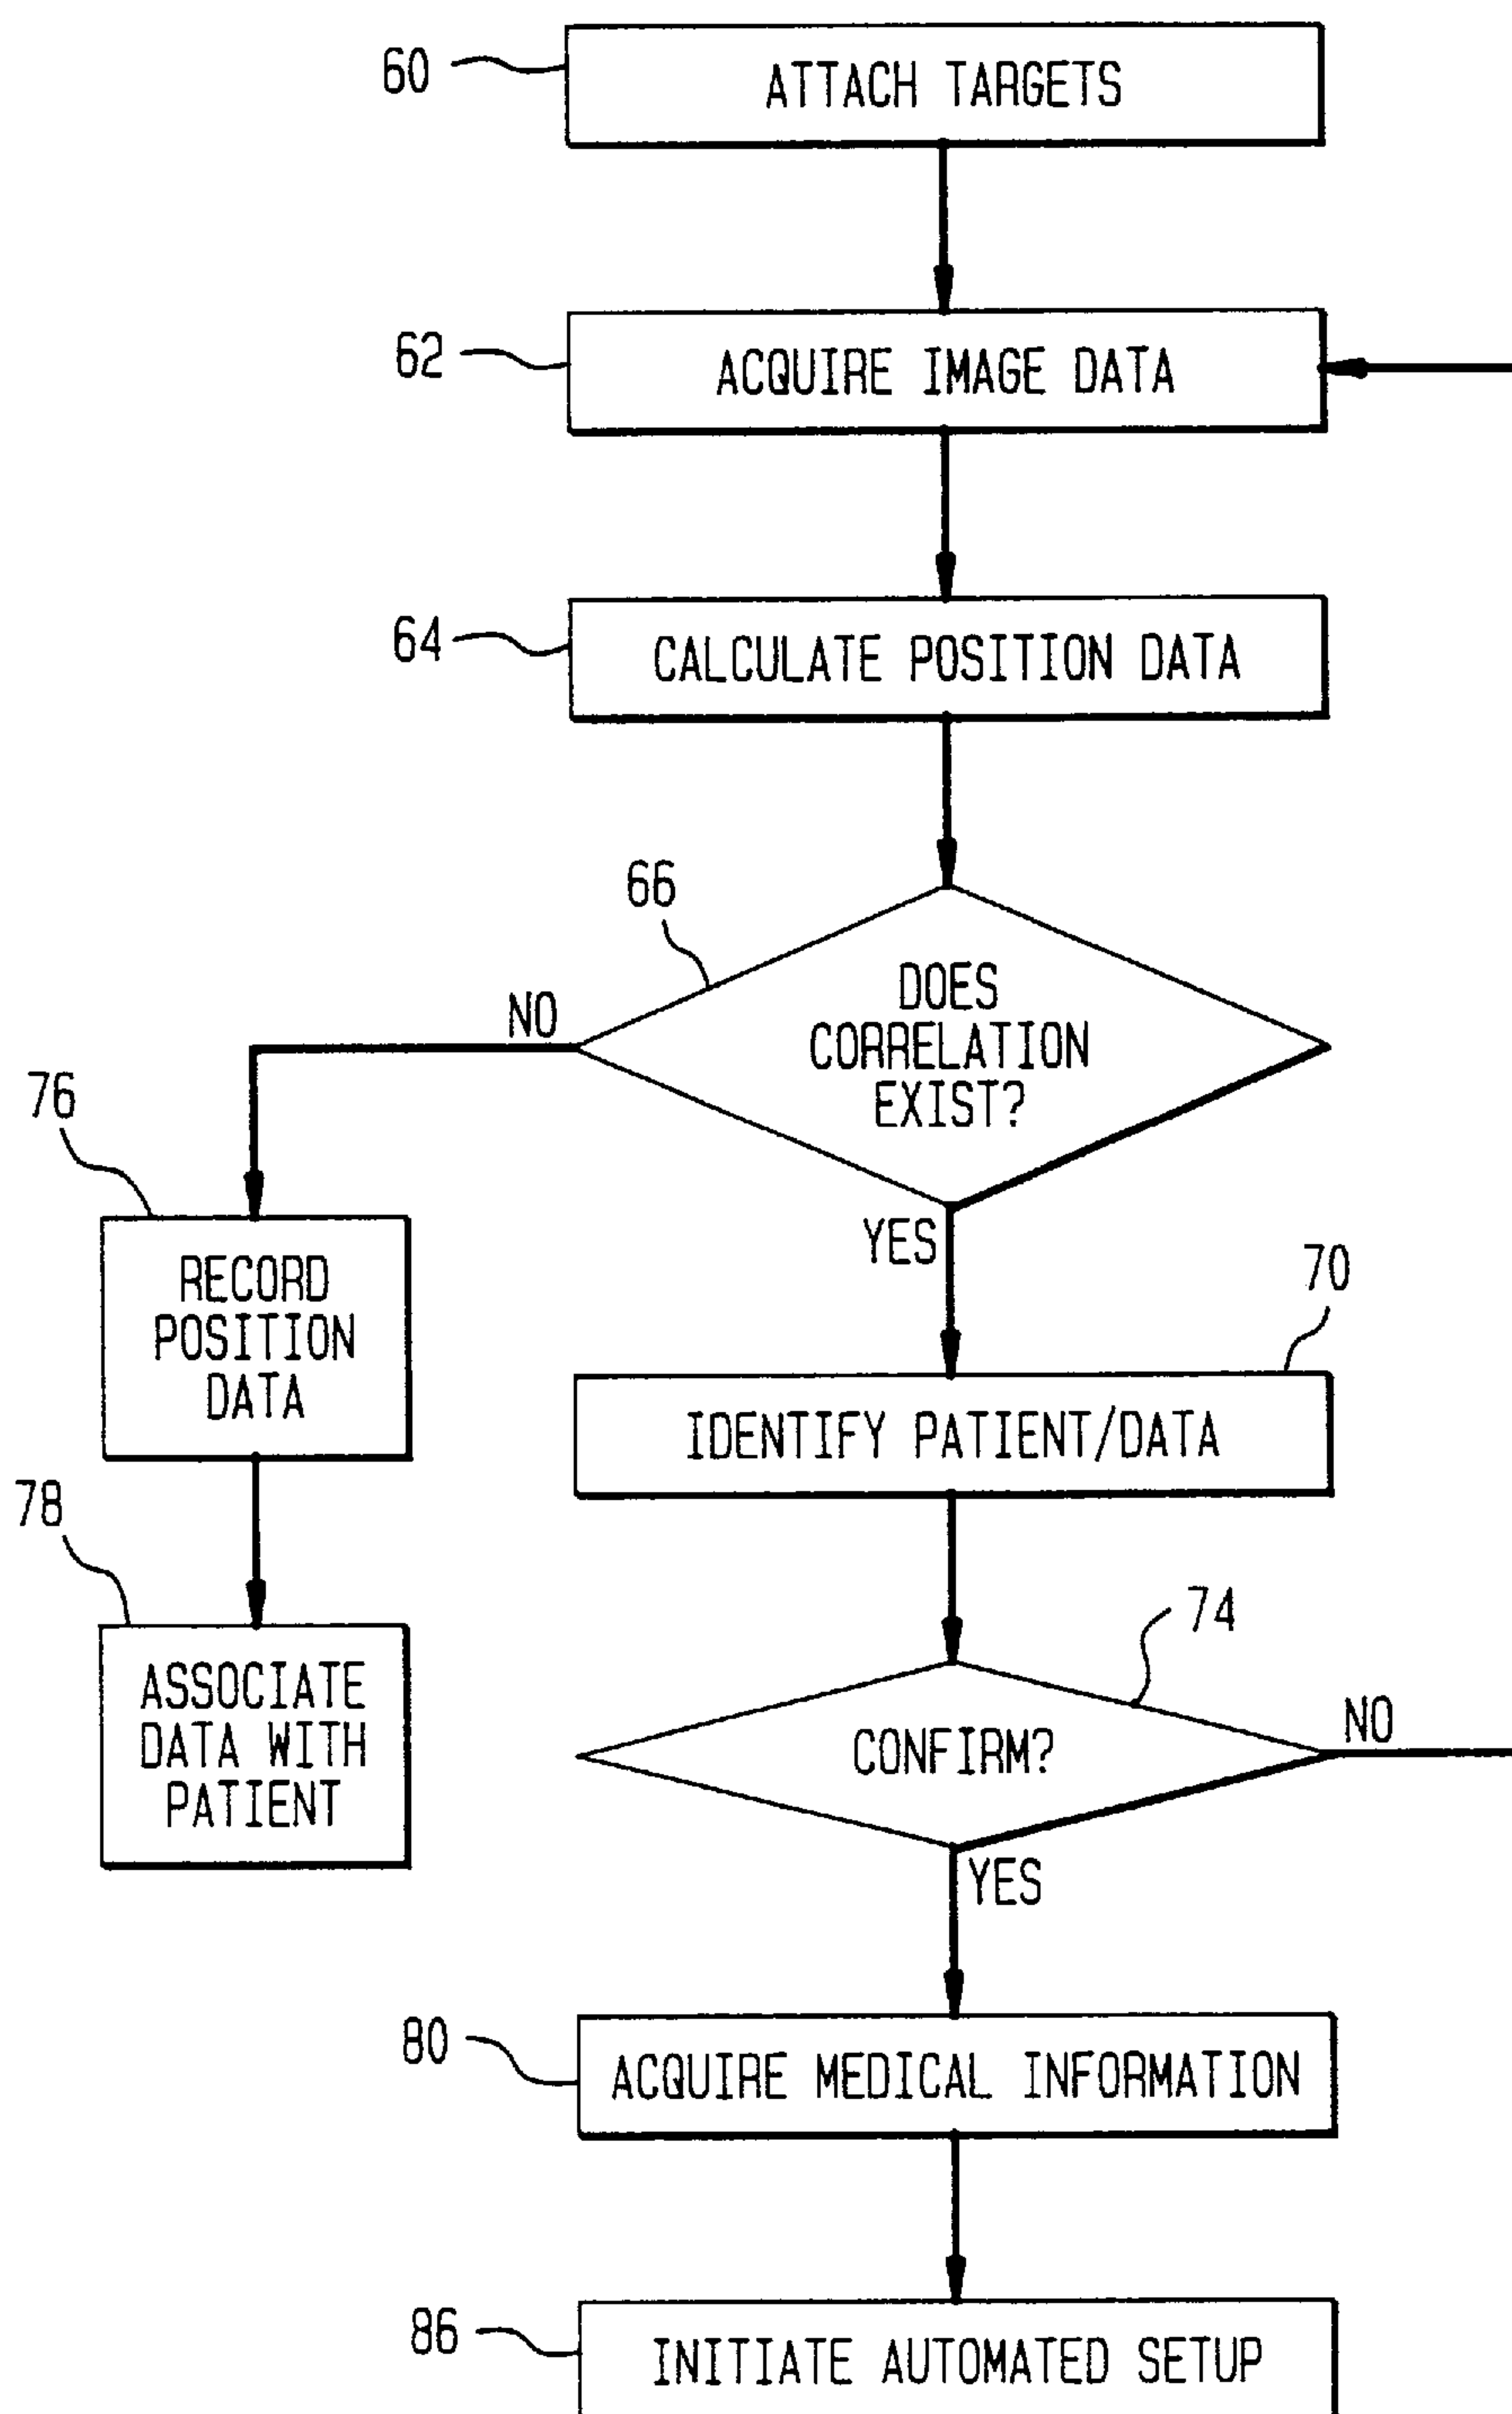 60
ATTACH TARGETS
62
ACQUIRE IMAGE DATA
64
CALCULATE POSITION DATA
66
DOES
CORRELATION
EXIST?
NO
YES
76
RECORD
POSITION
DATA
70
IDENTIFY PATIENT/DATA
78
ASSOCIATE
DATA WITH
PATIENT
74
CONFIRM?
NO
YES
80
ACQUIRE MEDICAL INFORMATION
86
INITIATE AUTOMATED SETUP